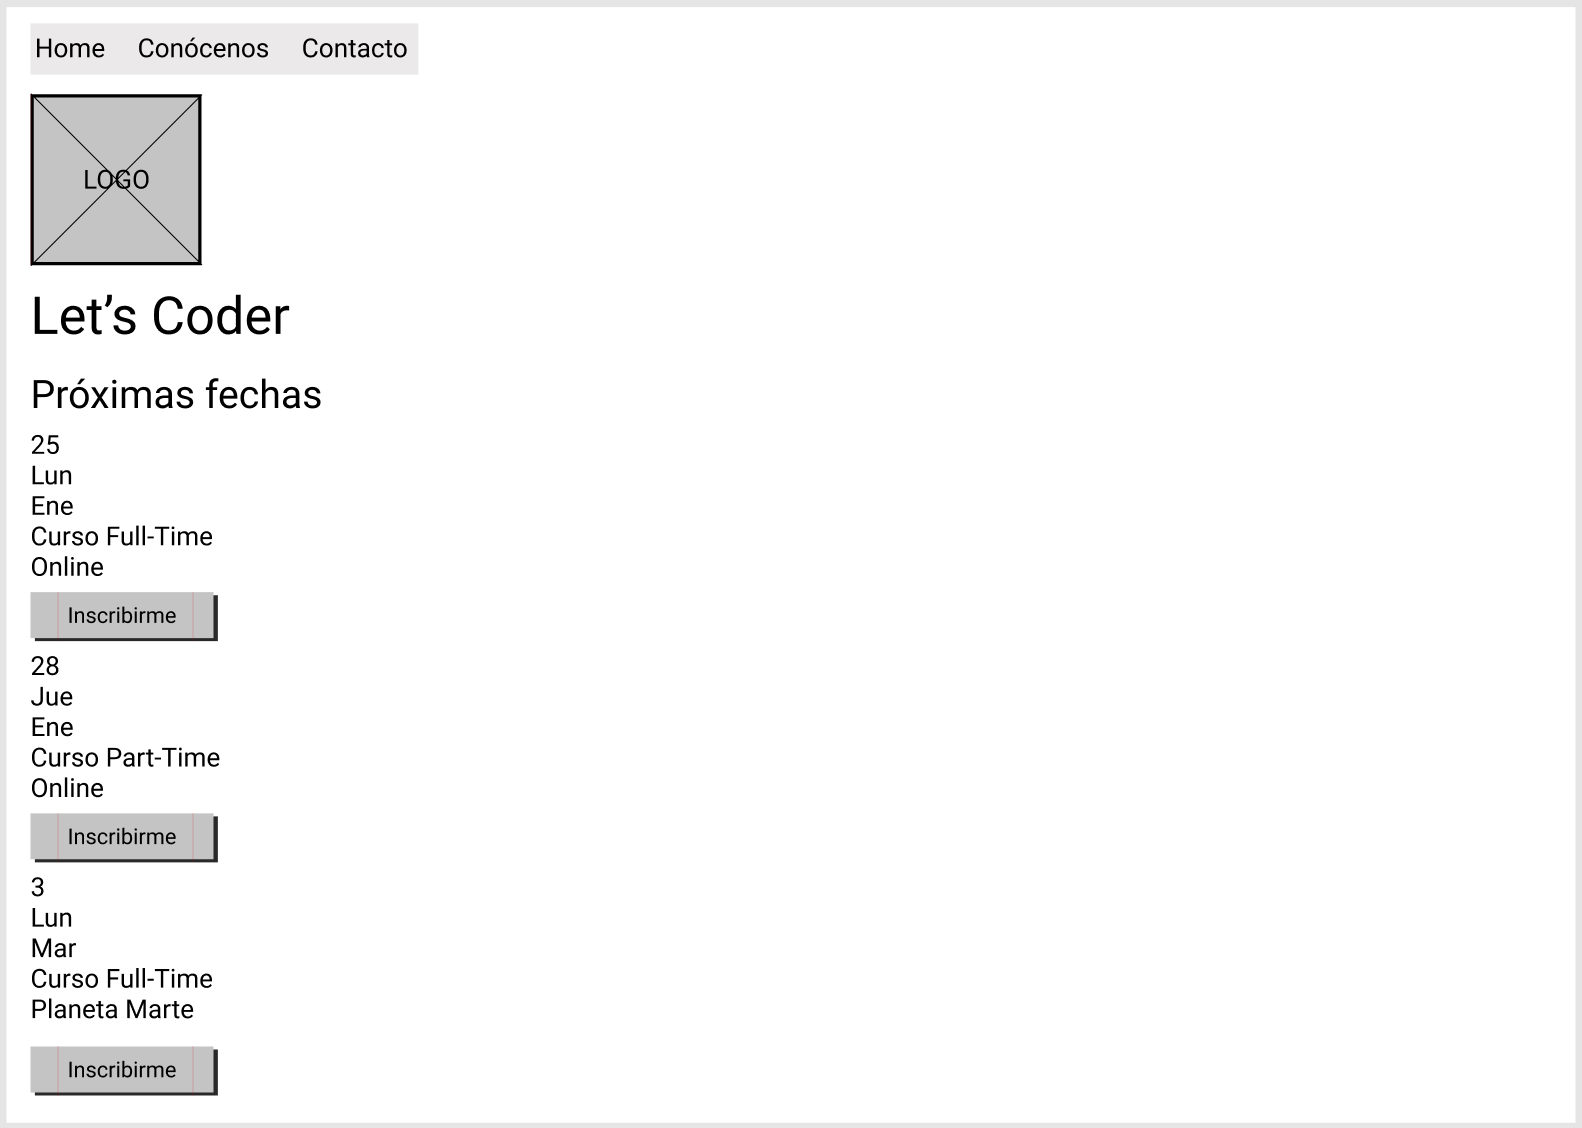 Home Conócenos Contacto
LOGO
Let’s Coder
Próximas fechas
25
Lun
Ene
Curso Full-Time
Online
Inscribirme
28
Jue
Ene
Curso Part-Time
Online
Inscribirme
3
Lun
Mar
Curso Full-Time
Planeta Marte
Inscribirme